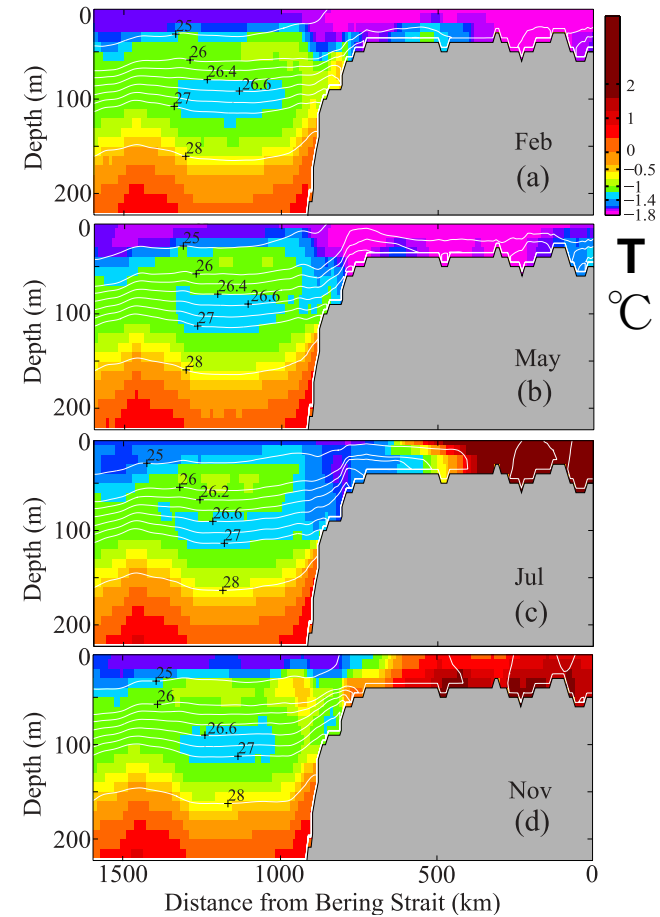 0
100
200
Depth (m)
25
26
26.4
26.6
27
28
Feb
(a)
2
1
0
−0.5
−1
−1.4
−1.8
T
°C
0
100
200
Depth (m)
25
26
26.4
26.6
27
28
May
(b)
0
100
200
Depth (m)
25
26
26.2
26.6
27
28
Jul
(c)
0
100
200
Depth (m)
25
26
26.6
27
28
Nov
(d)
1500 1000 500 0
Distance from Bering Strait (km)